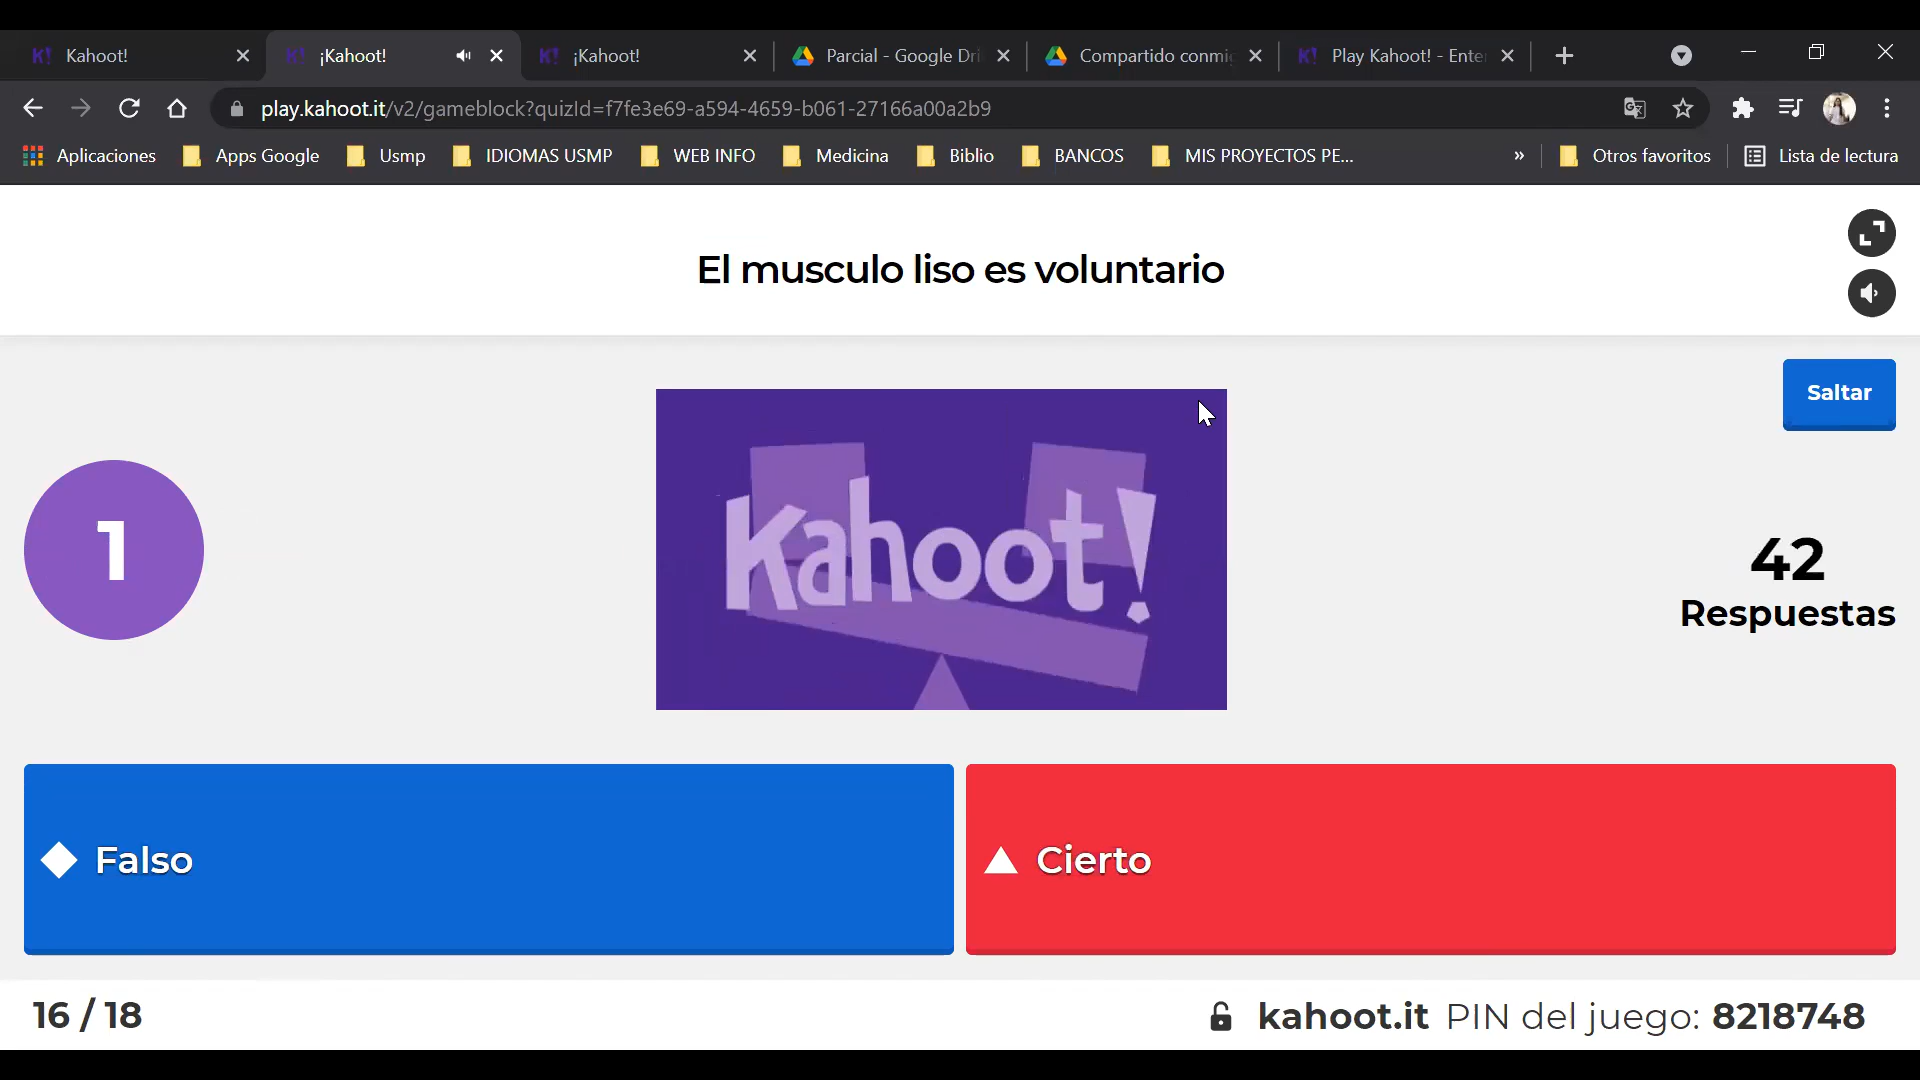 Kahoot!
¡Kahoot!
¡Kahoot!
Parcial - Google Dri
Compartido conmi
Play Kahoot! - Ente
play.kahoot.it/v2/gameblock?quizId=f7fe3e69-a594-4659-b061-27166a00a2b9
Aplicaciones
Apps Google
Usmp
IDIOMAS USMP
WEB INFO
Medicina
Biblio
BANCOS
MIS PROYECTOS PE...
»
Otros favoritos
Lista de lectura
El musculo liso es voluntario
Saltar
1
Kahoot!
42
Respuestas
Falso
Cierto
16 / 18
kahoot.it PIN del juego: 8218748